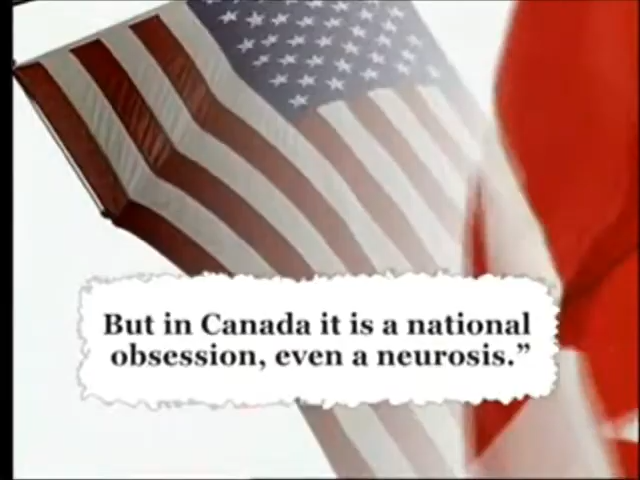 But in Canada it is a national
obsession, even a neurosis.”